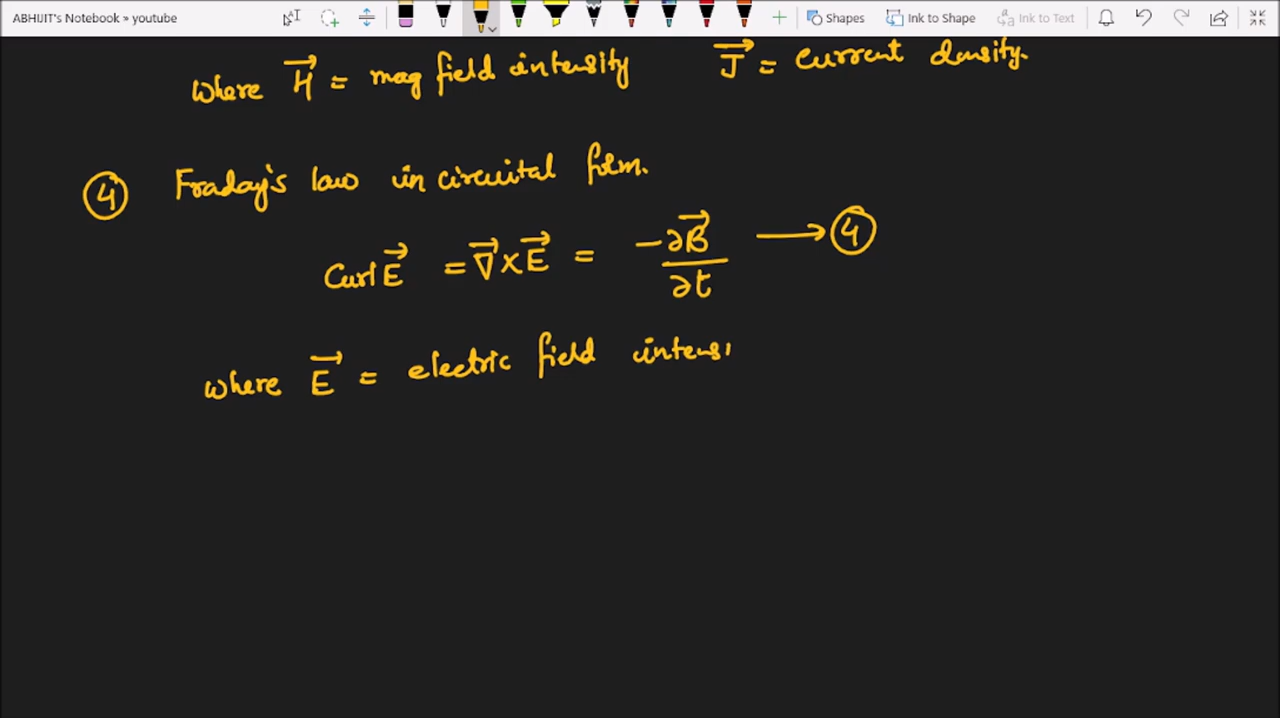 ABHIJIT's Notebook » youtube
Shapes Ink to Shape Ink to Text
where H⃗ = mag field intensity J⃗ = current density.
④ Fraday's law in circuital form.
Curl E⃗ = ∇⃗ × E⃗ = -∂B⃗/∂t → ④
where E⃗ = electric field intensi